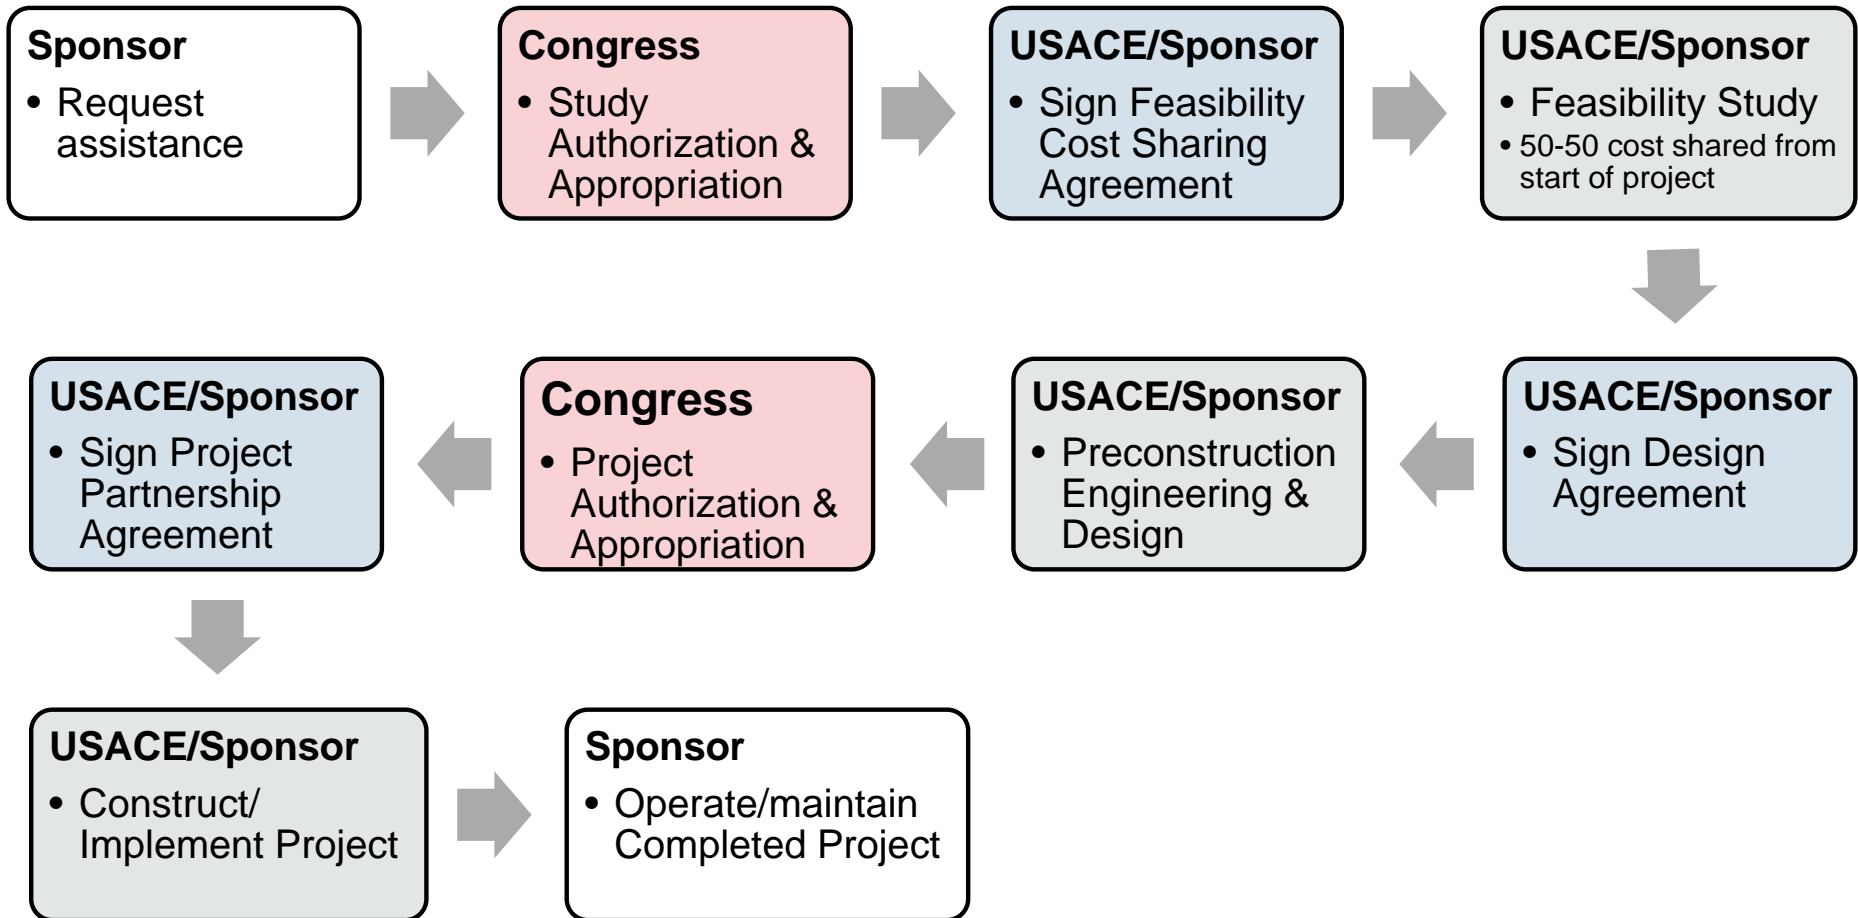 Sponsor
• Request
assistance
Congress
• Study
Authorization &
Appropriation
USACE/Sponsor
• Sign Feasibility
Cost Sharing
Agreement
USACE/Sponsor
• Feasibility Study
• 50-50 cost shared from
start of project
USACE/Sponsor
• Sign Design
Agreement
USACE/Sponsor
• Preconstruction
Engineering &
Design
Congress
• Project
Authorization &
Appropriation
USACE/Sponsor
• Sign Project
Partnership
Agreement
USACE/Sponsor
• Construct/
Implement Project
Sponsor
• Operate/maintain
Completed Project